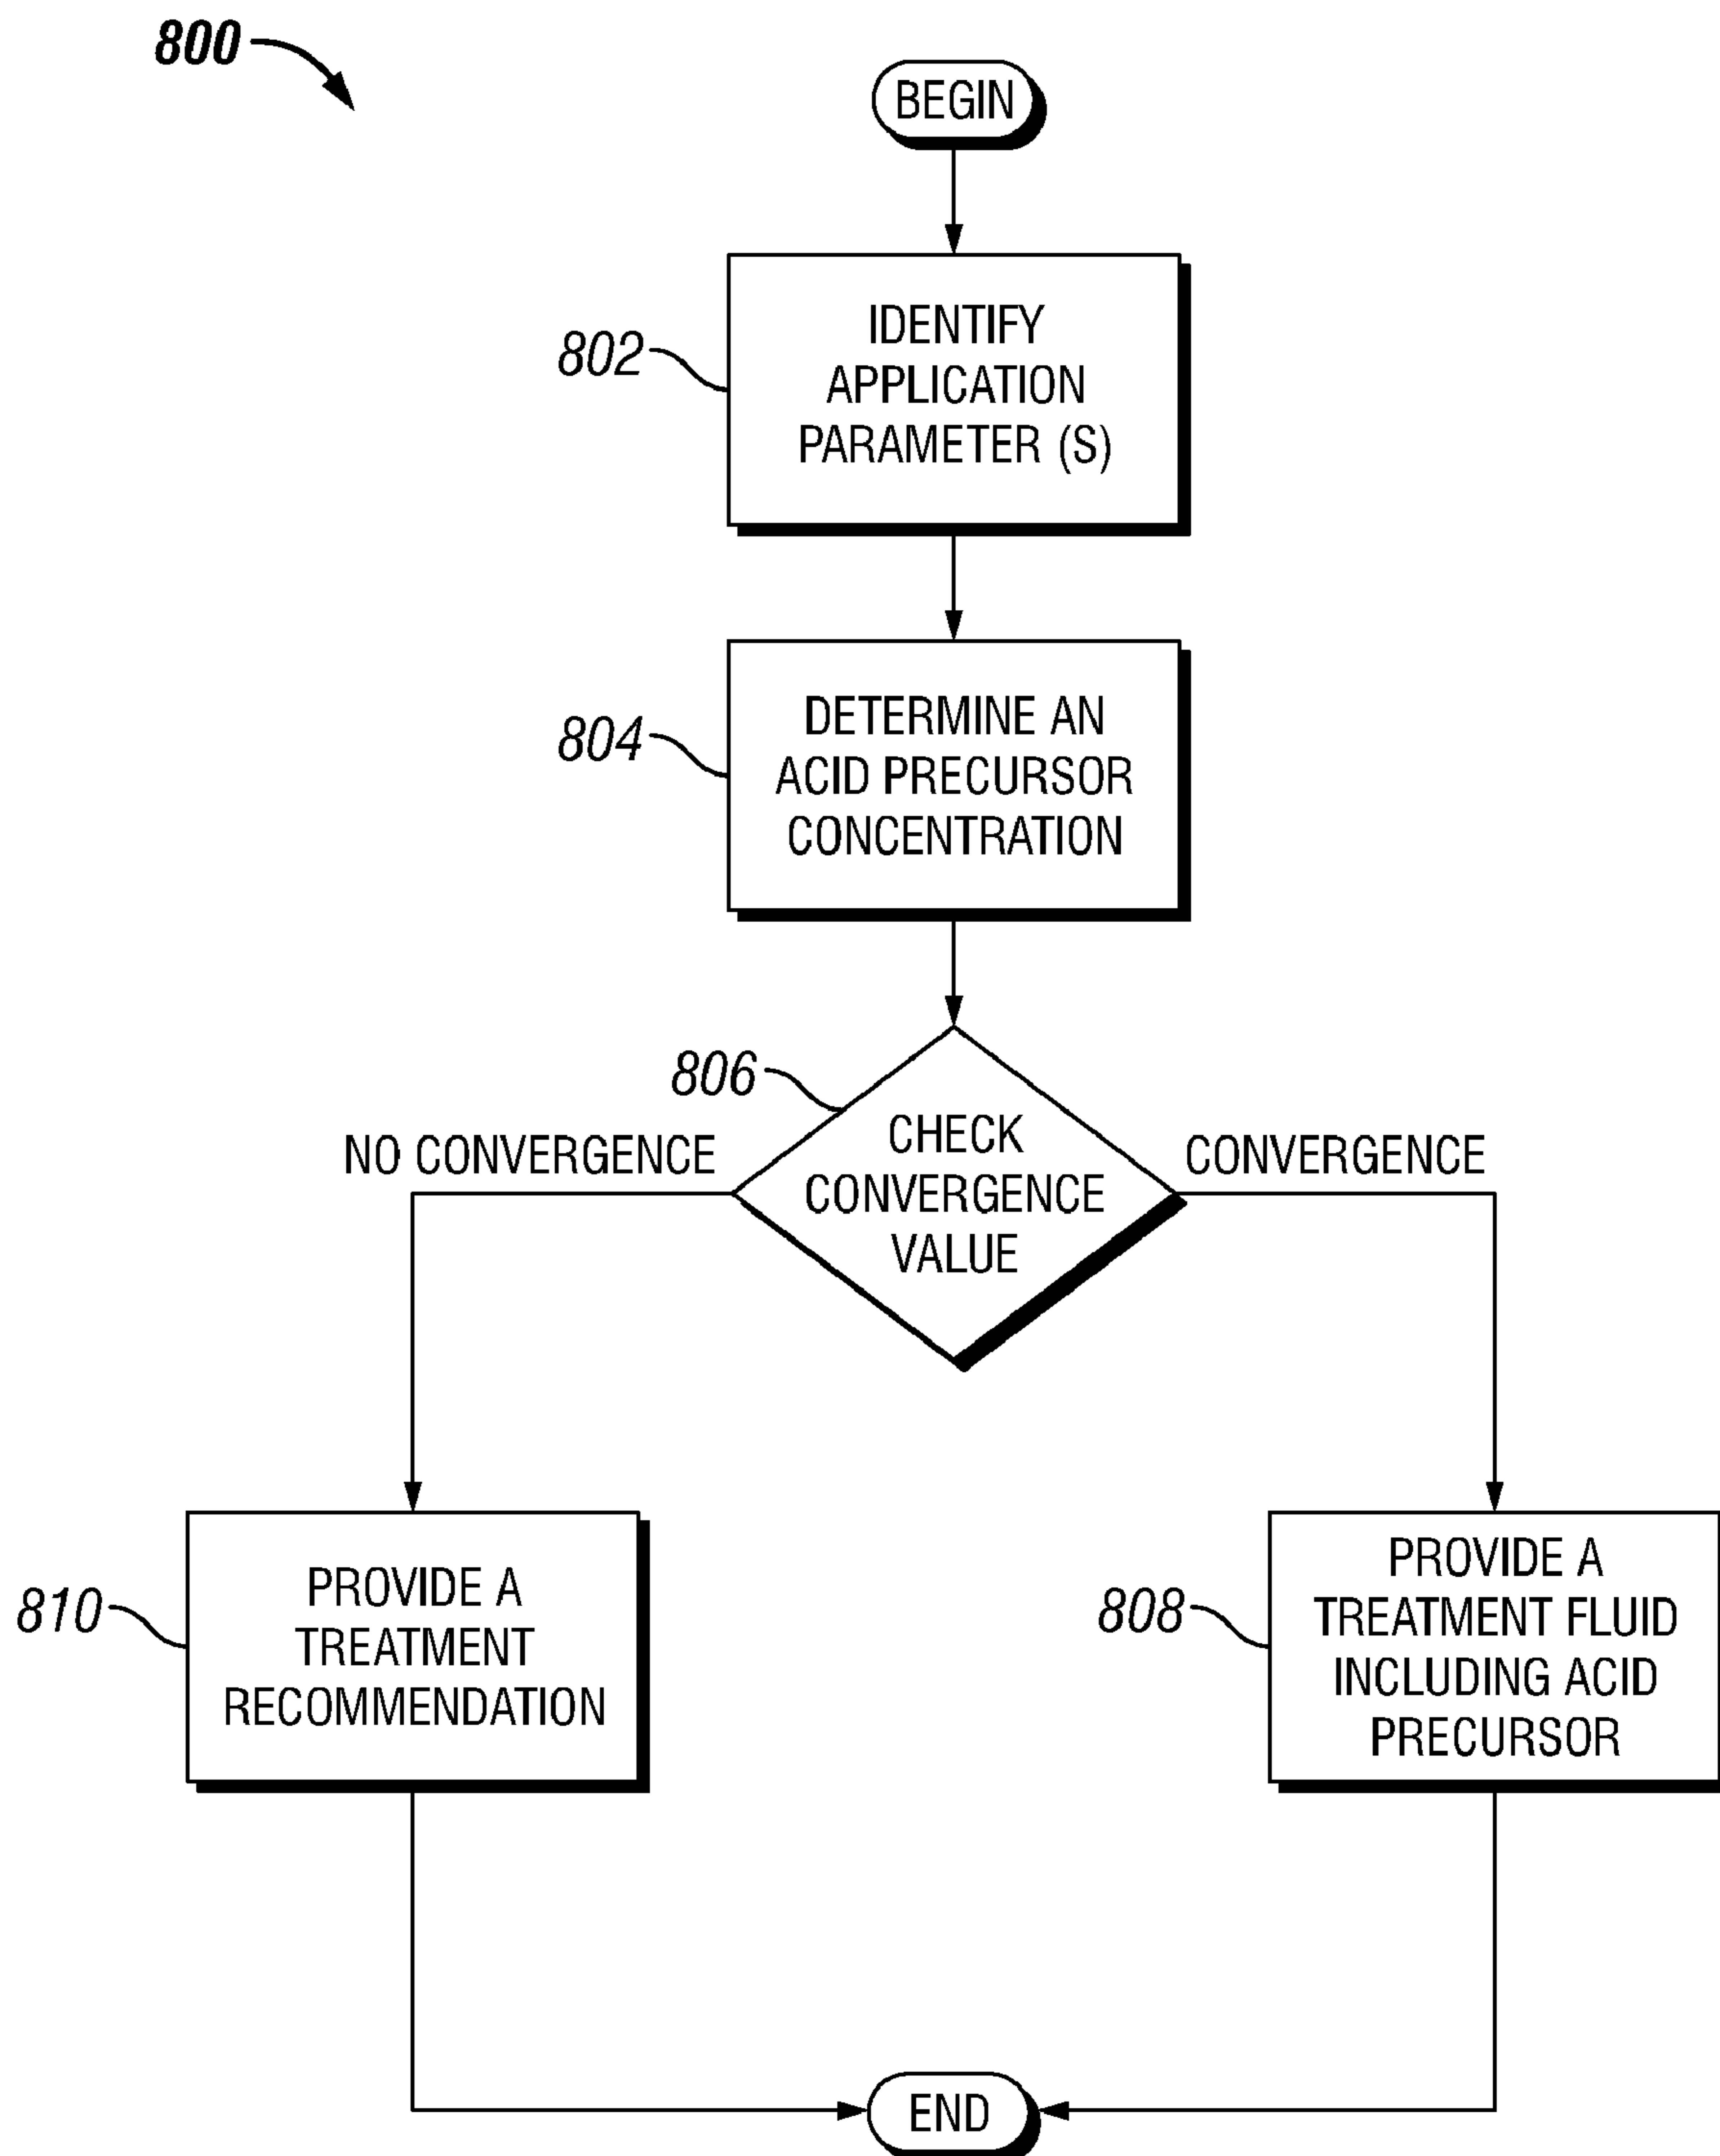 800
BEGIN
802
IDENTIFY
APPLICATION
PARAMETER (S)
804
DETERMINE AN
ACID PRECURSOR
CONCENTRATION
806
CHECK
CONVERGENCE
VALUE
NO CONVERGENCE
CONVERGENCE
810
PROVIDE A
TREATMENT
RECOMMENDATION
808
PROVIDE A
TREATMENT FLUID
INCLUDING ACID
PRECURSOR
END